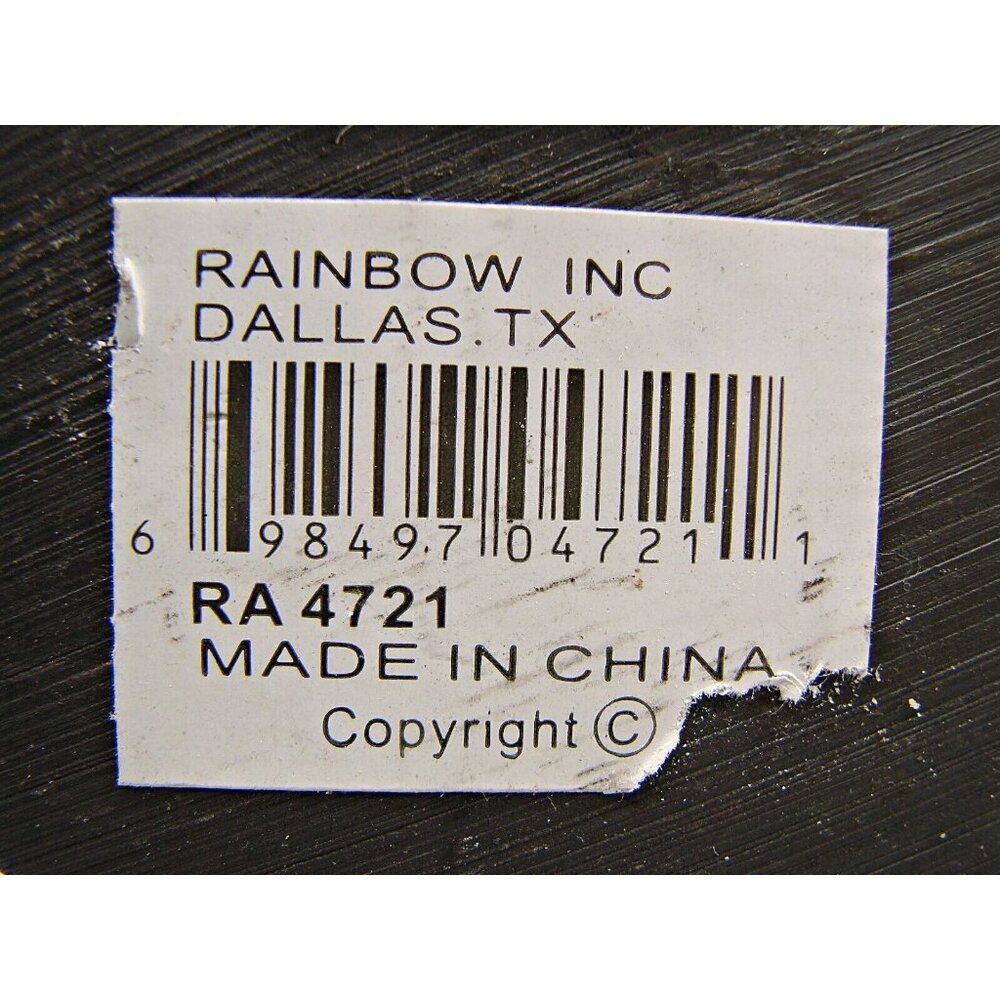 RAINBOW INC
DALLAS.TX
6 98497 04721 1
RA 4721
MADE IN CHINA
Copyright ©